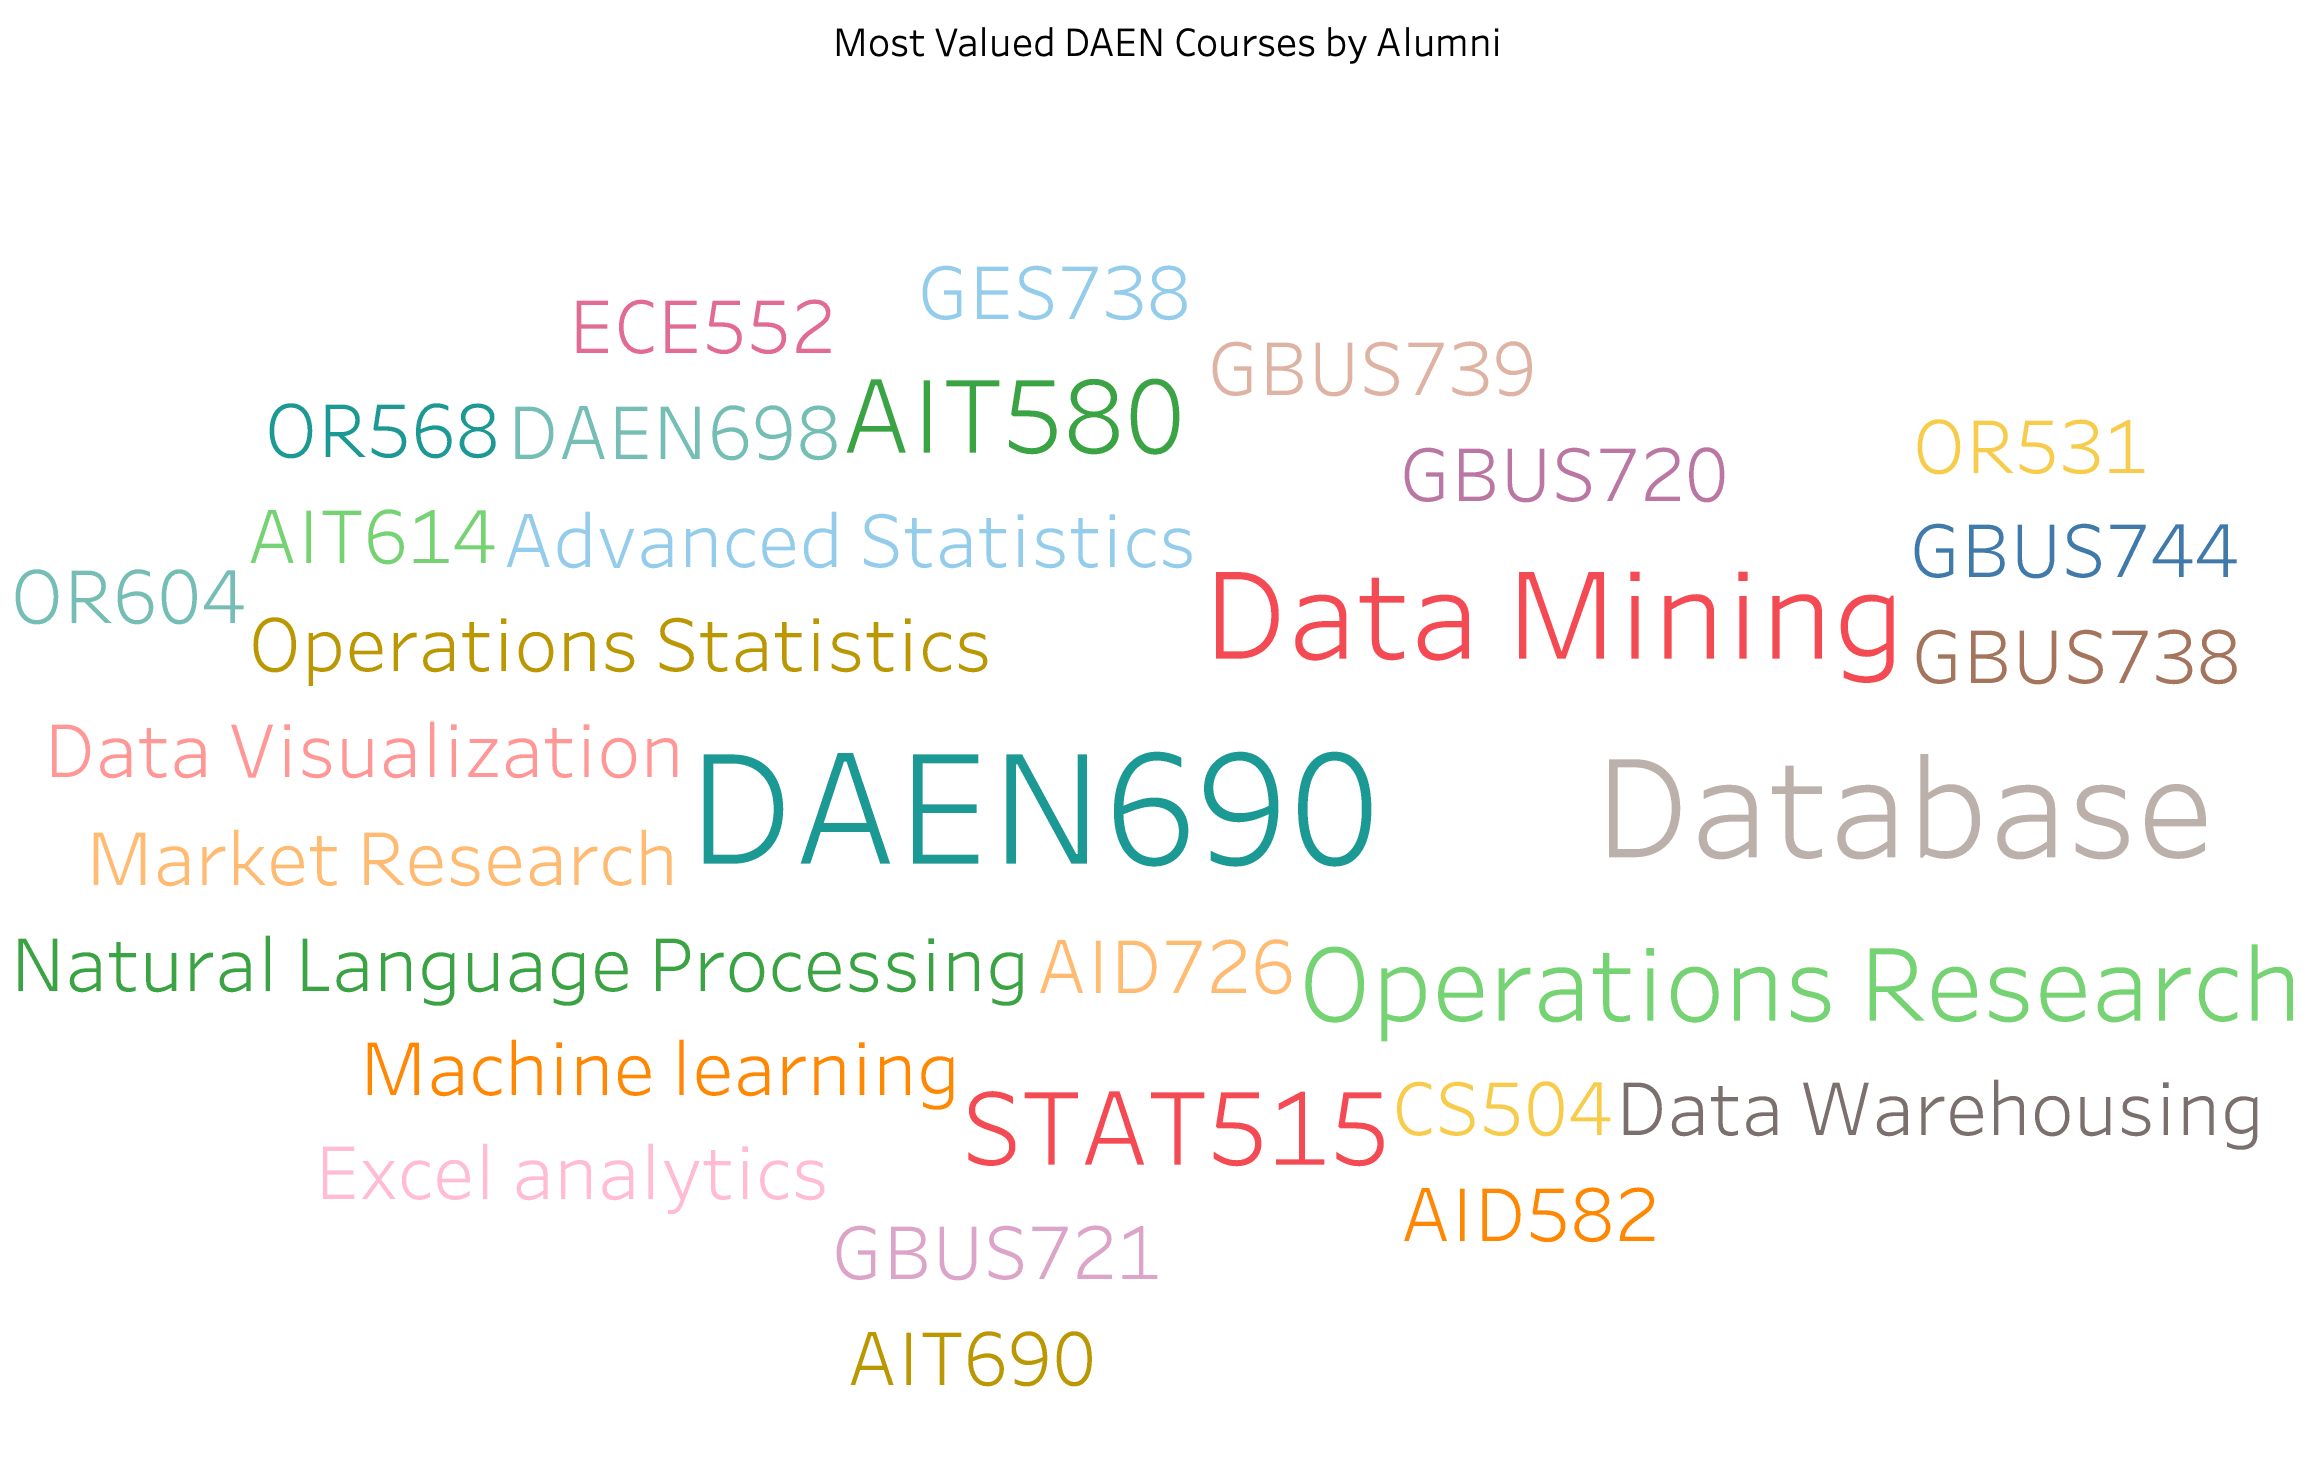 Most Valued DAEN Courses by Alumni
GES738
ECE552
GBUS739
AIT580
OR568
DAEN698
OR531
GBUS720
AIT614
Advanced Statistics
GBUS744
OR604
Data Mining
Operations Statistics
GBUS738
Data Visualization
DAEN690
Database
Market Research
Natural Language Processing
AID726
Operations Research
Machine learning
STAT515
CS504
Data Warehousing
Excel analytics
AID582
GBUS721
AIT690